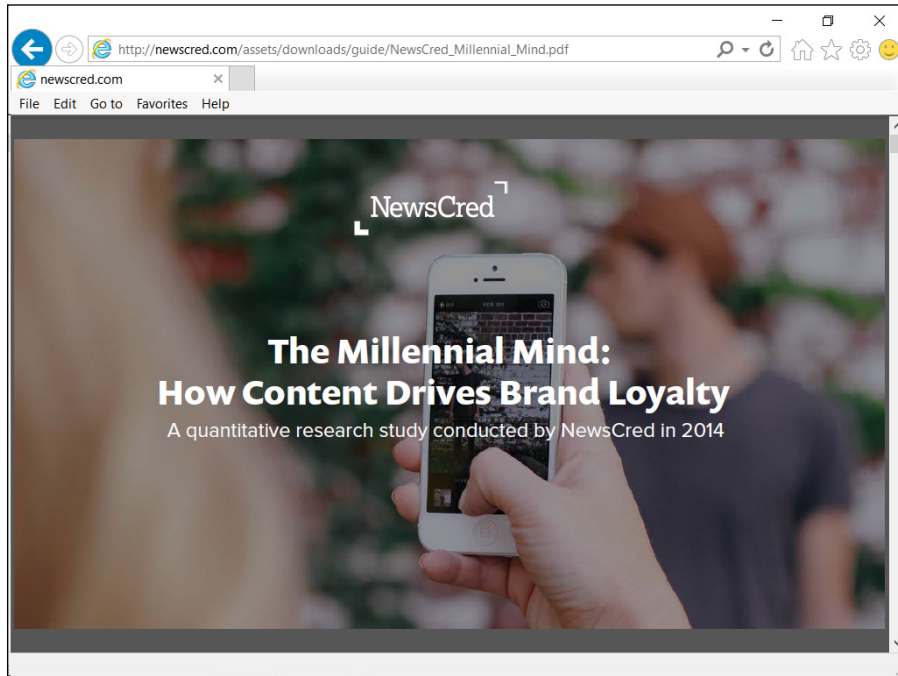 http://newscred.com/assets/downloads/guide/NewsCred_Millennial_Mind.pdf
newscred.com
File Edit Go to Favorites Help
NewsCred
The Millennial Mind:
How Content Drives Brand Loyalty
A quantitative research study conducted by NewsCred in 2014